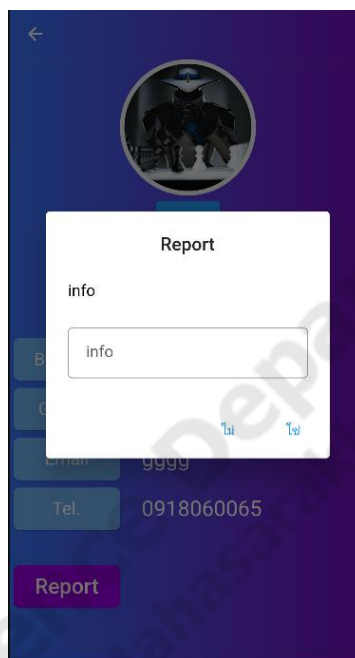 Report
info
info
ไม่ ใช่
B
G
Email gggg
Tel. 0918060065
Report